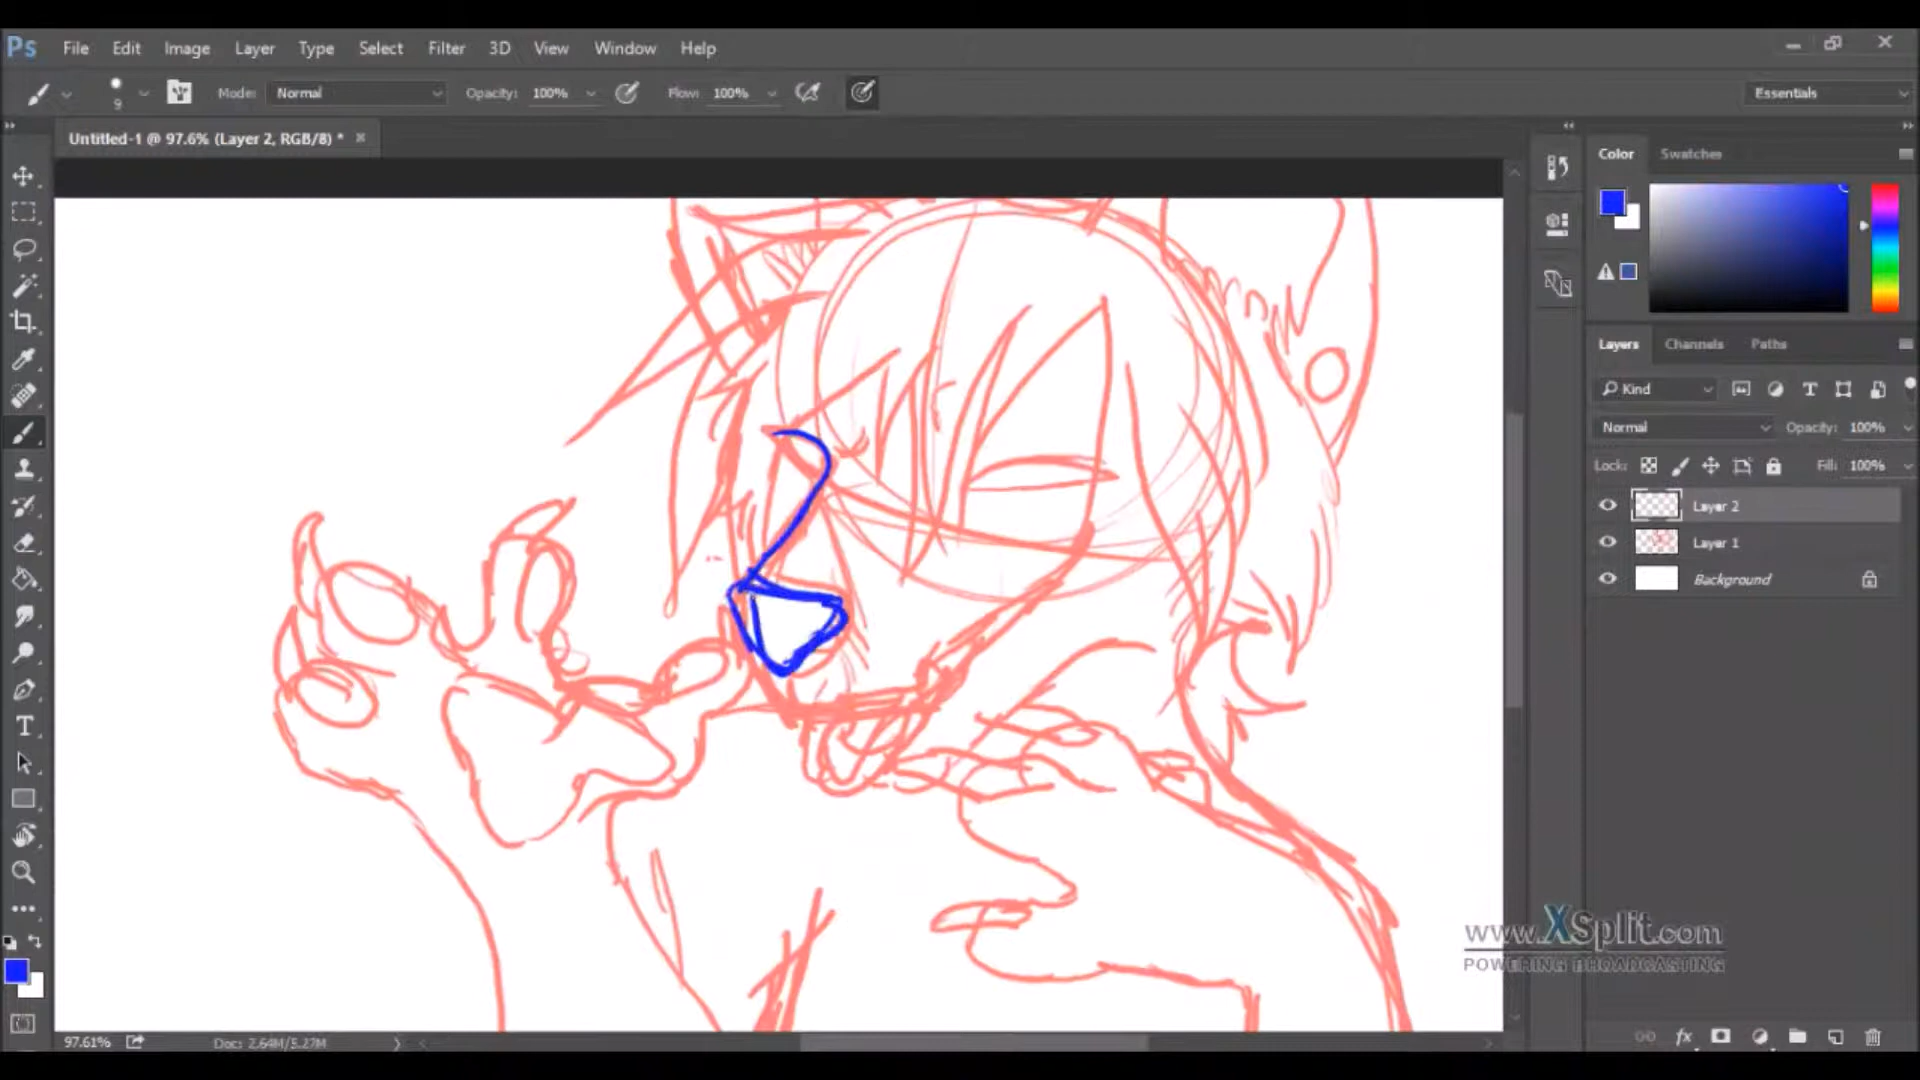 Ps File Edit Image Layer Type Select Filter 3D View Window Help
9 Mode: Normal Opacity: 100% Flow: 100% Essentials
Untitled-1 @ 97.6% (Layer 2, RGB/8) *
Color Swatches
Layers Channels Paths
Kind
Normal Opacity: 100%
Lock: Fill: 100%
Layer 2
Layer 1
Background
www.XSplit.com
POWERING BROADCASTING
97.61% Doc: 2.64M/5.27M